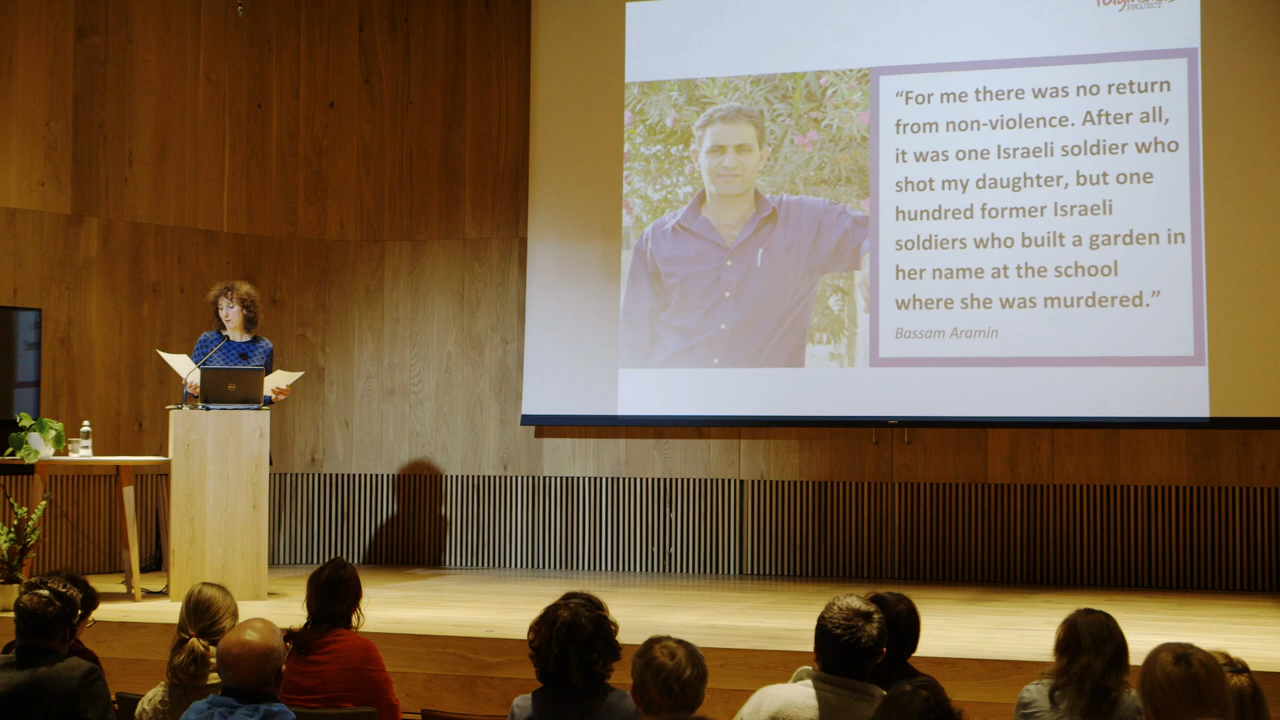 PROJECT
“For me there was no return
from non-violence. After all,
it was one Israeli soldier who
shot my daughter, but one
hundred former Israeli
soldiers who built a garden in
her name at the school
where she was murdered.”
Bassam Aramin